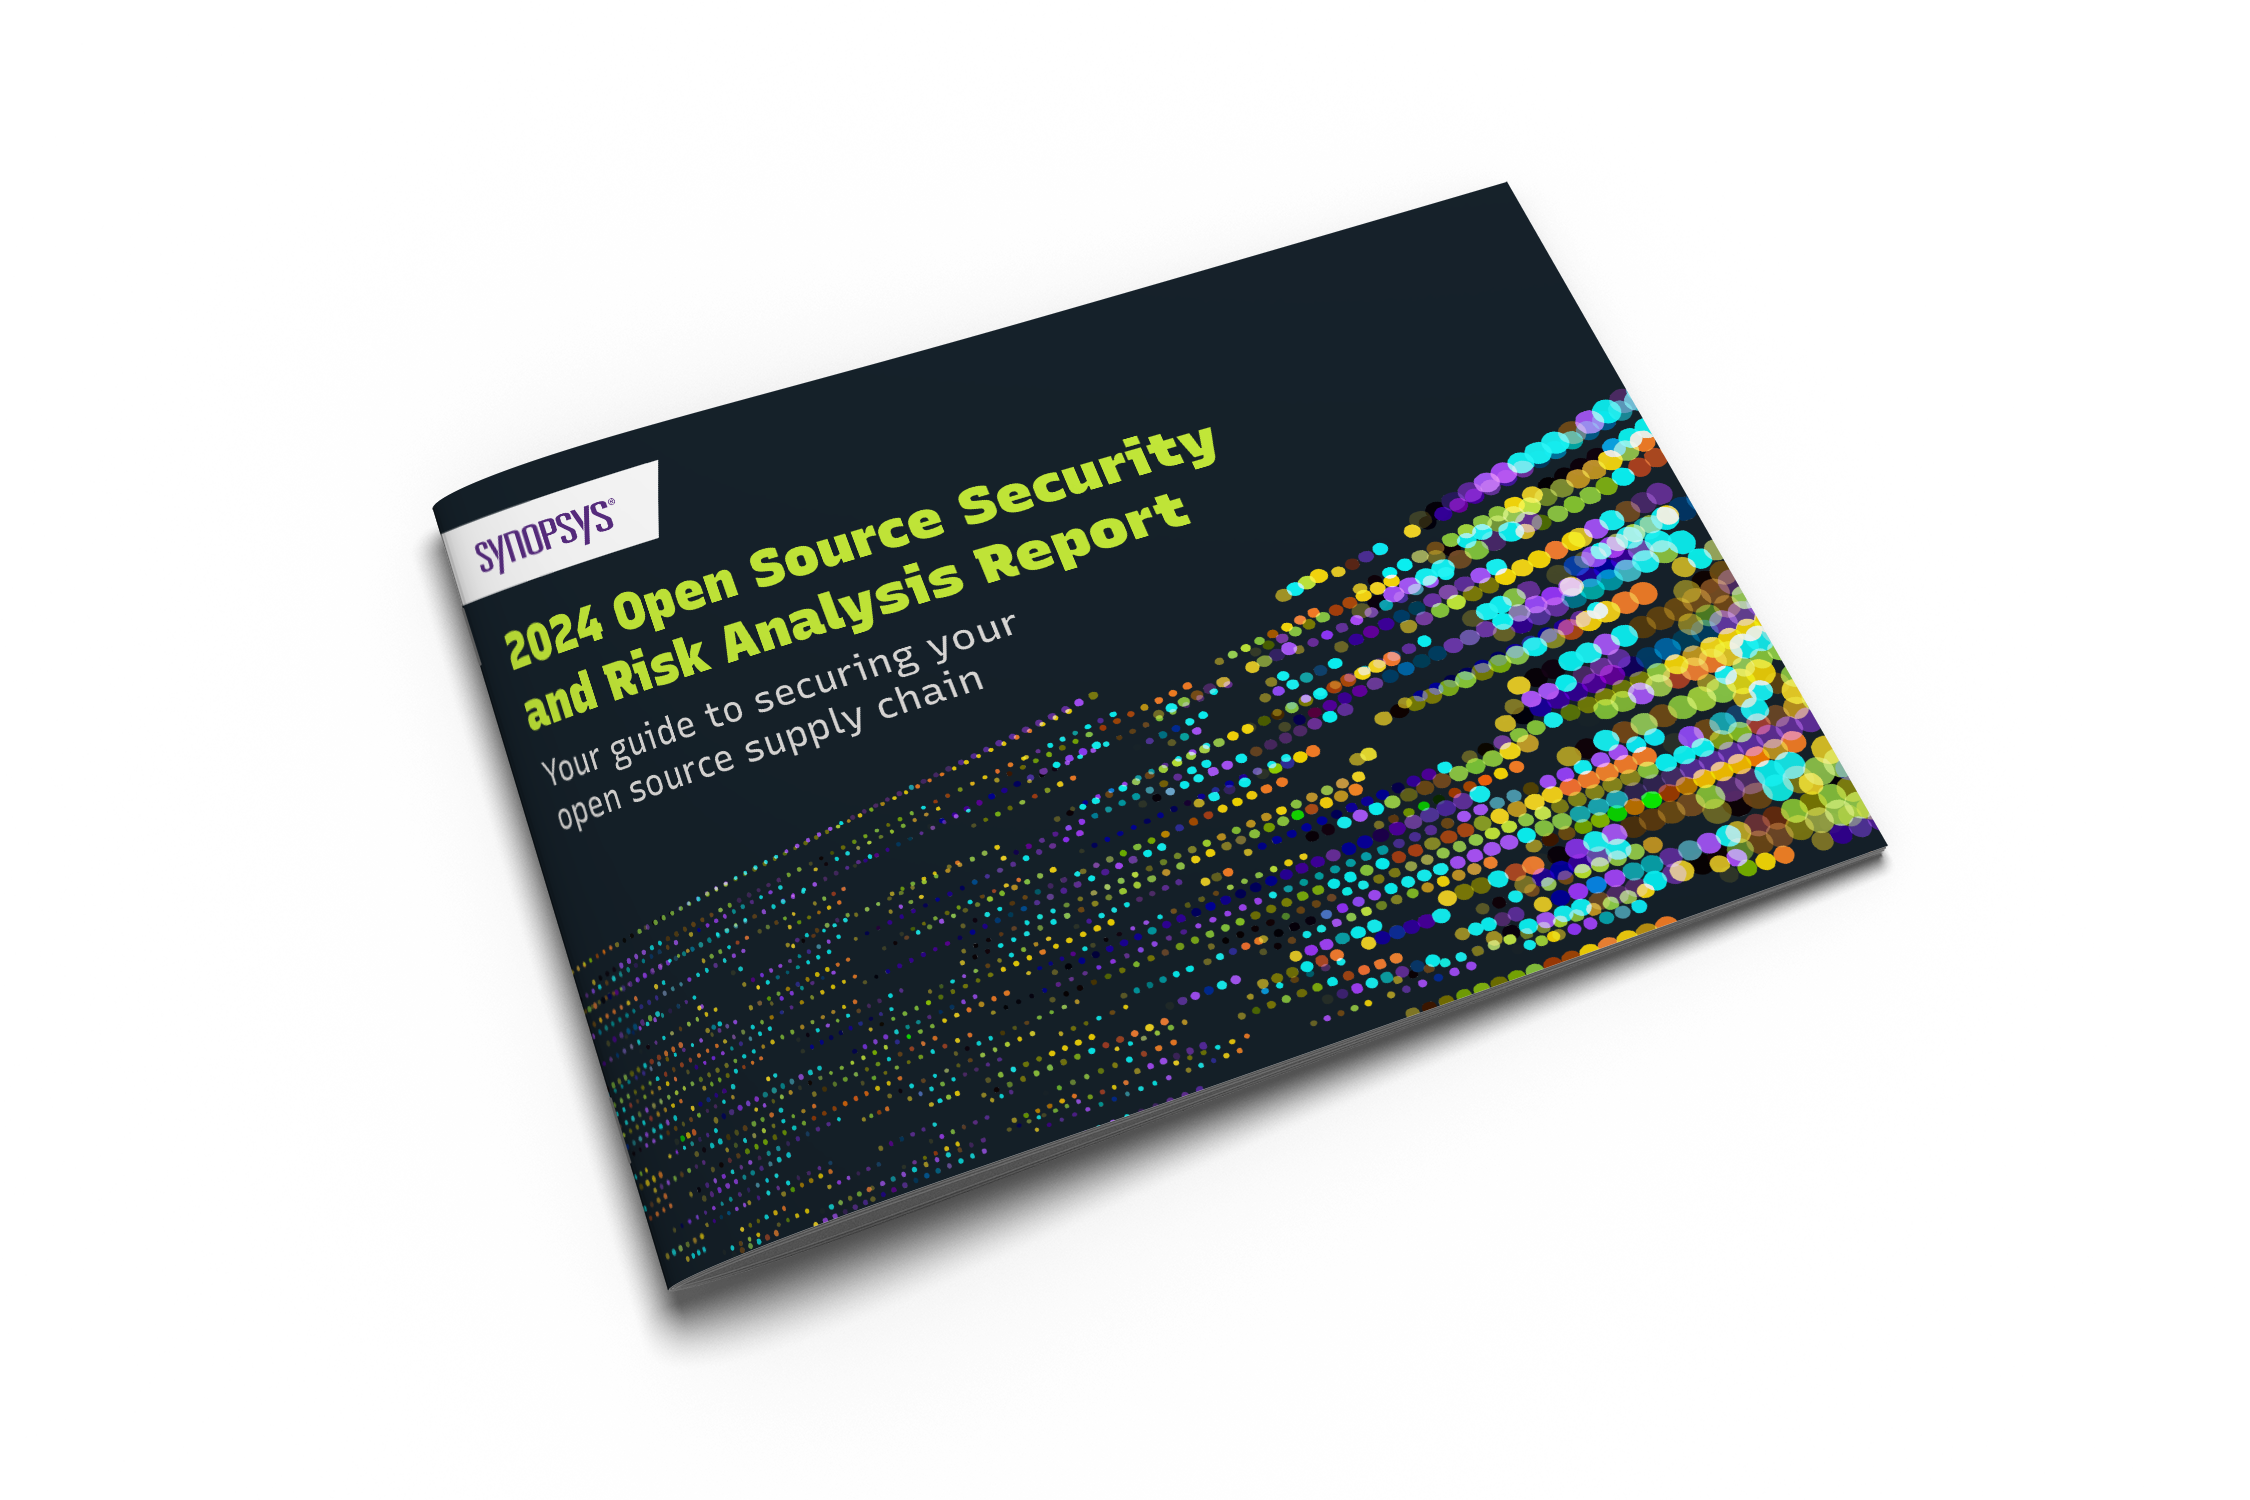 SYNOPSYS®
2024 Open Source Security
and Risk Analysis Report
Your guide to securing your
open source supply chain